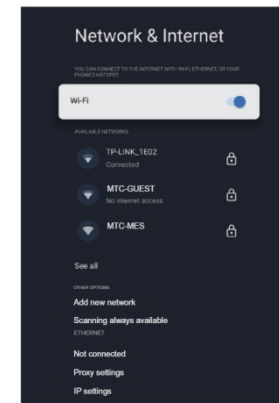 Network & Internet
YOU CAN CONNECT TO THE INTERNET WITH WI-FI, ETHERNET, OR YOUR
PHONE'S HOTSPOT.
Wi-Fi
AVAILABLE NETWORKS
TP-LINK_1E02
Connected
MTC-GUEST
No internet access
MTC-MES
See all
OTHER OPTIONS
Add new network
Scanning always available
ETHERNET
Not connected
Proxy settings
IP settings